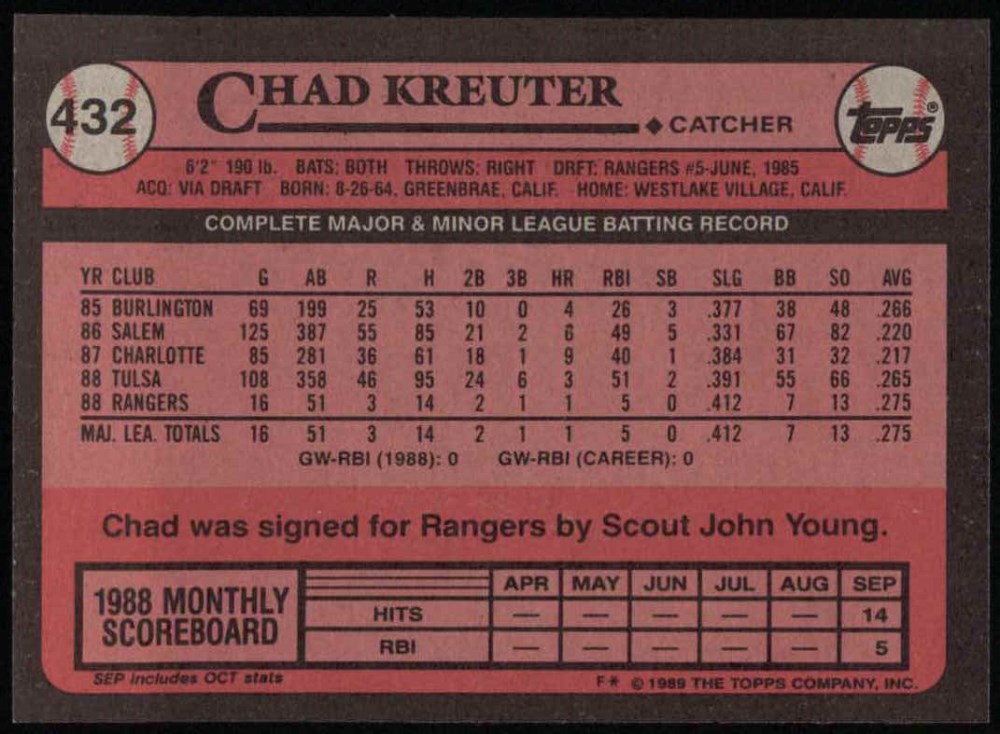 432
CHAD KREUTER
◆ CATCHER
TOPPS®
6'2" 190 lb. BATS: BOTH THROWS: RIGHT DRFT: RANGERS #5-JUNE, 1985
ACQ: VIA DRAFT BORN: 8-26-64, GREENBRAE, CALIF. HOME: WESTLAKE VILLAGE, CALIF.
COMPLETE MAJOR & MINOR LEAGUE BATTING RECORD
YR CLUB G AB R H 2B 3B HR RBI SB SLG BB SO AVG
85 BURLINGTON 69 199 25 53 10 0 4 26 3 .377 38 48 .266
86 SALEM 125 387 55 85 21 2 6 49 5 .331 67 82 .220
87 CHARLOTTE 85 281 36 61 18 1 9 40 1 .384 31 32 .217
88 TULSA 108 358 46 95 24 6 3 51 2 .391 55 66 .265
88 RANGERS 16 51 3 14 2 1 1 5 0 .412 7 13 .275
MAJ. LEA. TOTALS 16 51 3 14 2 1 1 5 0 .412 7 13 .275
GW-RBI (1988): 0 GW-RBI (CAREER): 0
Chad was signed for Rangers by Scout John Young.
1988 MONTHLY
SCOREBOARD
APR MAY JUN JUL AUG SEP
HITS — — — — — 14
RBI — — — — — 5
SEP includes OCT stats
F* © 1989 THE TOPPS COMPANY, INC.